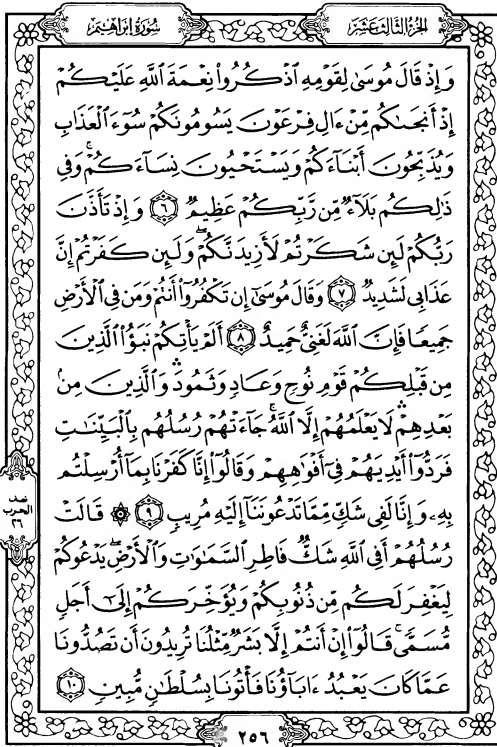 سورة إبراهيم
الجزء الثالث عشر
وَإِذْ قَالَ مُوسَىٰ لِقَوْمِهِ ٱذْكُرُوا۟ نِعْمَةَ ٱللَّهِ عَلَيْكُمْ
إِذْ أَنجَىٰكُم مِّنْ ءَالِ فِرْعَوْنَ يَسُومُونَكُمْ سُوٓءَ ٱلْعَذَابِ
وَيُذَبِّحُونَ أَبْنَآءَكُمْ وَيَسْتَحْيُونَ نِسَآءَكُمْ ۚ وَفِى
ذَٰلِكُم بَلَآءٌ مِّن رَّبِّكُمْ عَظِيمٌ ٦ وَإِذْ تَأَذَّنَ
رَبُّكُمْ لَئِن شَكَرْتُمْ لَأَزِيدَنَّكُمْ ۖ وَلَئِن كَفَرْتُمْ إِنَّ
عَذَابِى لَشَدِيدٌ ٧ وَقَالَ مُوسَىٰٓ إِن تَكْفُرُوٓا۟ أَنتُمْ وَمَن فِى ٱلْأَرْضِ
جَمِيعًا فَإِنَّ ٱللَّهَ لَغَنِىٌّ حَمِيدٌ ٨ أَلَمْ يَأْتِكُمْ نَبَؤُا۟ ٱلَّذِينَ
مِن قَبْلِكُمْ قَوْمِ نُوحٍ وَعَادٍ وَثَمُودَ ۛ وَٱلَّذِينَ مِنۢ
بَعْدِهِمْ ۛ لَا يَعْلَمُهُمْ إِلَّا ٱللَّهُ ۚ جَآءَتْهُمْ رُسُلُهُم بِٱلْبَيِّنَٰتِ
فَرَدُّوٓا۟ أَيْدِيَهُمْ فِىٓ أَفْوَٰهِهِمْ وَقَالُوٓا۟ إِنَّا كَفَرْنَا بِمَآ أُرْسِلْتُم
بِهِۦ وَإِنَّا لَفِى شَكٍّ مِّمَّا تَدْعُونَنَآ إِلَيْهِ مُرِيبٍ ٩ ۞ قَالَتْ
رُسُلُهُمْ أَفِى ٱللَّهِ شَكٌّ فَاطِرِ ٱلسَّمَٰوَٰتِ وَٱلْأَرْضِ ۖ يَدْعُوكُمْ
لِيَغْفِرَ لَكُم مِّن ذُنُوبِكُمْ وَيُؤَخِّرَكُمْ إِلَىٰٓ أَجَلٍ
مُّسَمًّى ۚ قَالُوٓا۟ إِنْ أَنتُمْ إِلَّا بَشَرٌ مِّثْلُنَا تُرِيدُونَ أَن تَصُدُّونَا
عَمَّا كَانَ يَعْبُدُ ءَابَآؤُنَا فَأْتُونَا بِسُلْطَٰنٍ مُّبِينٍ ١٠
نصف
الحزب
٢٦
٢٥٦